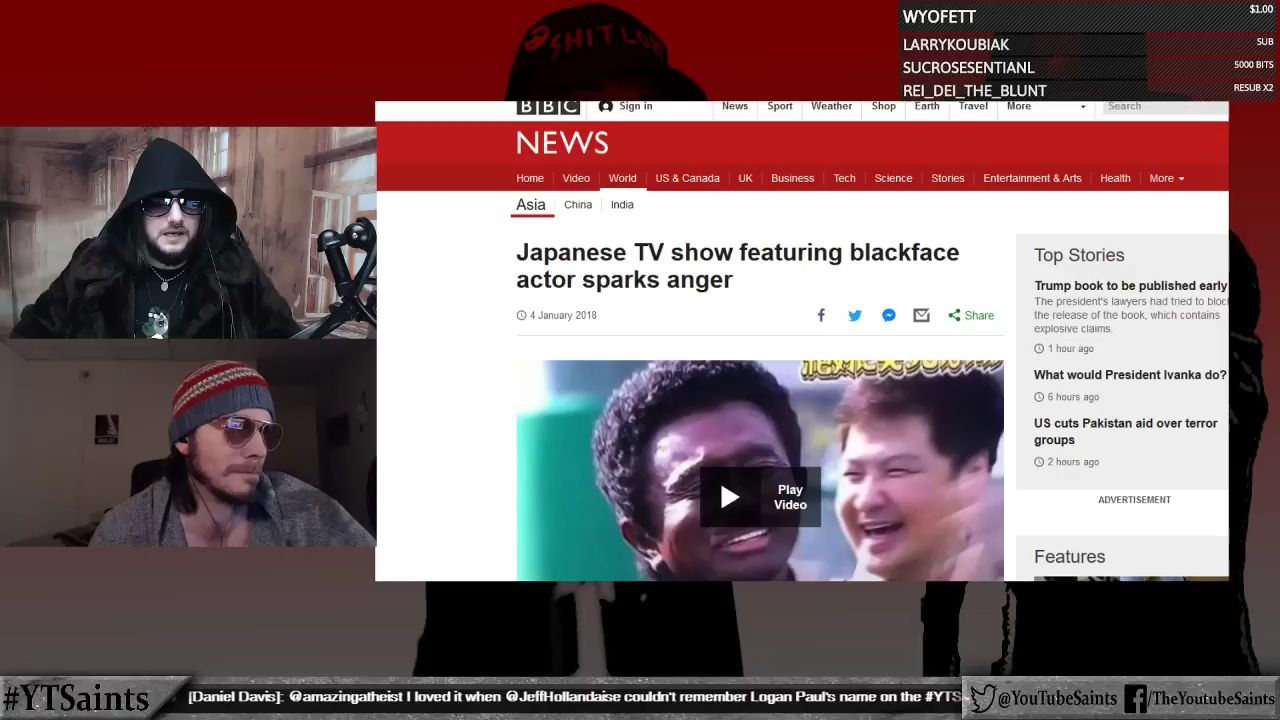 WYOFETT
$1.00
LARRYKOUBIAK
SUB
SUCROSESENTIANL
5000 BITS
REI_DEI_THE_BLUNT
RESUB X2
BBC
Sign in
News
Sport
Weather
Shop
Earth
Travel
More
Search
NEWS
Home
Video
World
US & Canada
UK
Business
Tech
Science
Stories
Entertainment & Arts
Health
More
Asia
China
India
Japanese TV show featuring blackface
actor sparks anger
4 January 2018
Share
Play
Video
Top Stories
Trump book to be published early
The president's lawyers had tried to bloc
the release of the book, which contains
explosive claims.
1 hour ago
What would President Ivanka do?
6 hours ago
US cuts Pakistan aid over terror
groups
2 hours ago
ADVERTISEMENT
Features
#YTSaints
[Daniel Davis]: @amazingatheist I loved it when @JeffHollandaise couldn't remember Logan Paul's name on the #YTS
@YouTubeSaints
/TheYoutubeSaints